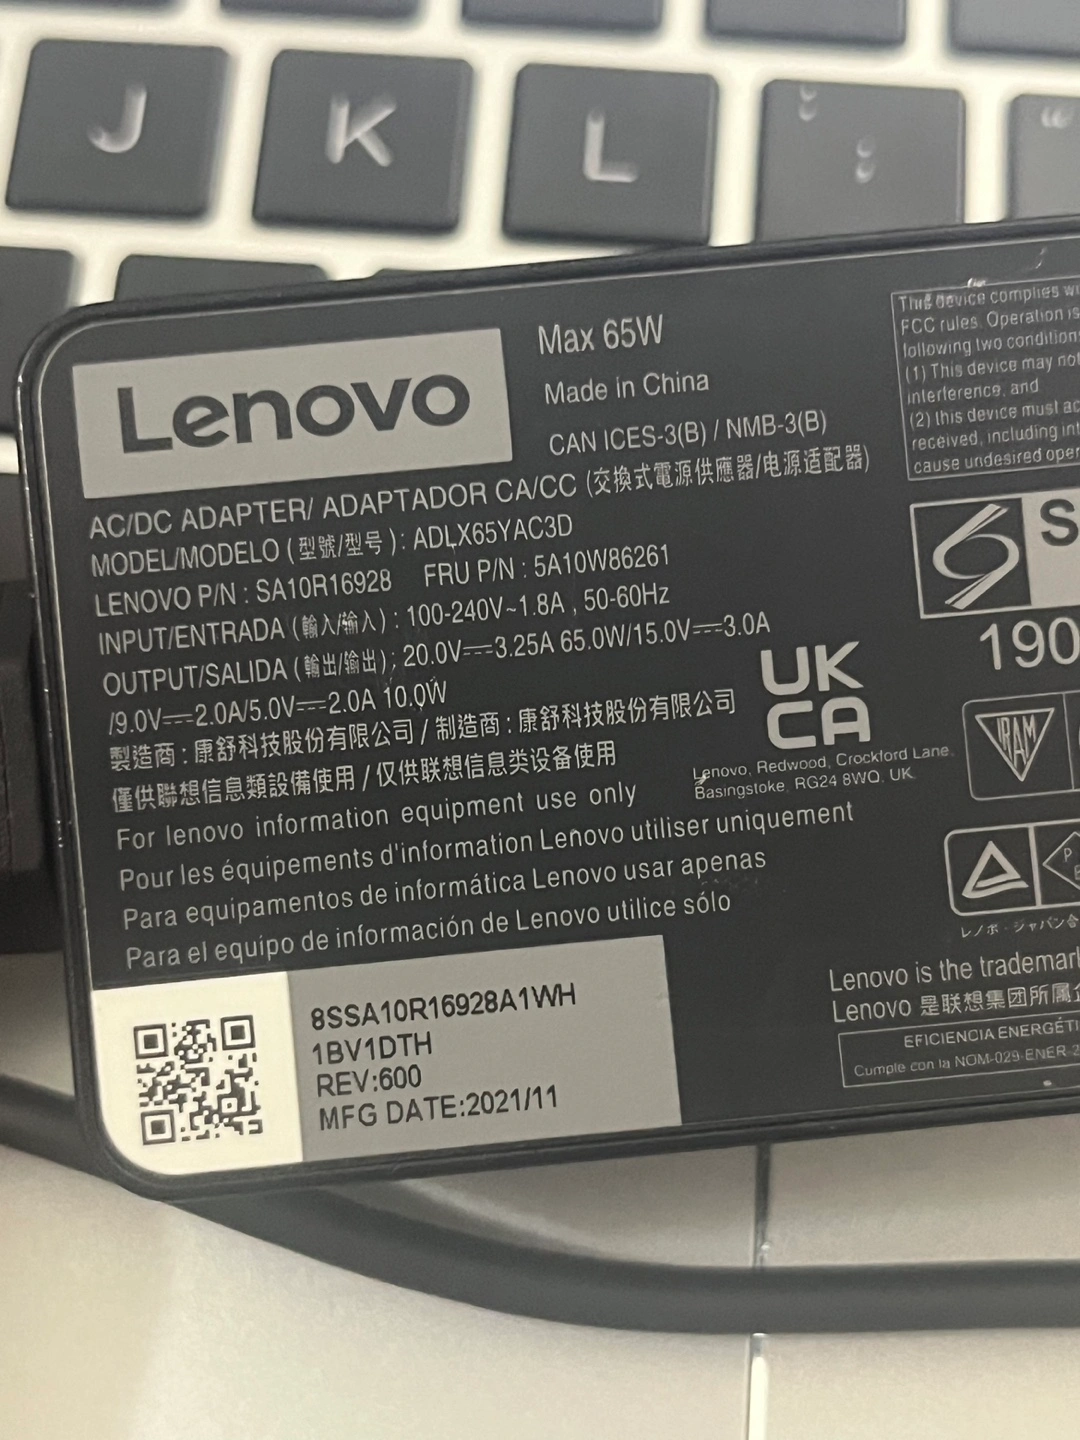 J
K
L
:
;
"
Lenovo
Max 65W
Made in China
CAN ICES-3(B) / NMB-3(B)
AC/DC ADAPTER/ ADAPTADOR CA/CC (交換式電源供應器/电源适配器)
MODEL/MODELO (型號/型号): ADLX65YAC3D
LENOVO P/N : SA10R16928 FRU P/N : 5A10W86261
INPUT/ENTRADA (輸入/输入) : 100-240V~1.8A , 50-60Hz
OUTPUT/SALIDA (輸出/输出): 20.0V⎓3.25A 65.0W/15.0V⎓3.0A
/9.0V⎓2.0A/5.0V⎓2.0A 10.0W
製造商 : 康舒科技股份有限公司 / 制造商 : 康舒科技股份有限公司
僅供聯想信息類設備使用 / 仅供联想信息类设备使用
For lenovo information equipment use only
Pour les équipements d'information Lenovo utiliser uniquement
Para equipamentos de informática Lenovo usar apenas
Para el equipo de información de Lenovo utilice sólo
8SSA10R16928A1WH
1BV1DTH
REV:600
MFG DATE:2021/11
UK
CA
Lenovo, Redwood, Crockford Lane,
Basingstoke, RG24 8WQ, UK
This device complies
FCC rules. Operation is
following two
(1) This device may not
interference, and
(2) this device must
received, including
cause undesired
S
190
IRAM
レノボ・ジャパン合
Lenovo is the
Lenovo 是联想集团所属
EFICIENCIA
Cumple con la NOM-029-ENER-2